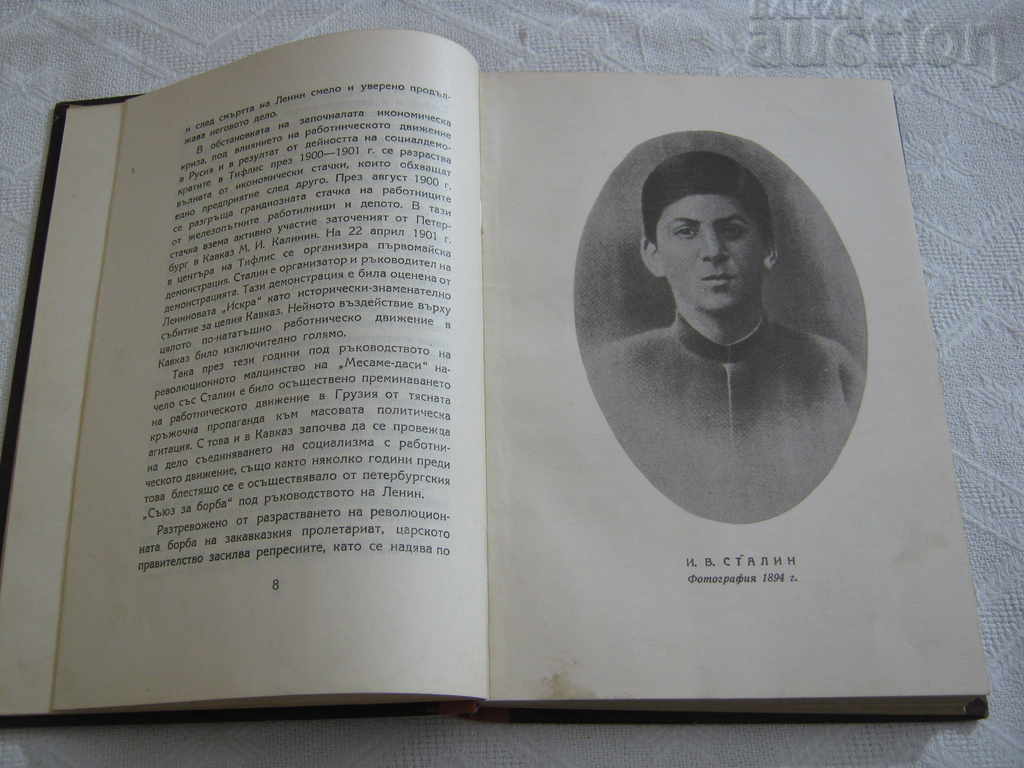 и след смъртта на Ленин смело и уверено продъл-
жава неговото дело.
В обстановката на започналата икономическа
криза, под влиянието на работническото движение
в Русия и в резултат от дейността на социалдемо-
кратите в Тифлис през 1900—1901 г. се разраства
вълната от икономически стачки, които обхващат
едно предприятие след друго. През август 1900 г.
се разгръща грандиозната стачка на работниците
от железопътните работилници и депото. В тази
стачка взема активно участие заточеният от Петер-
бург в Кавказ М. И. Калинин. На 22 април 1901 г.
в центъра на Тифлис се организира първомайска
демонстрация. Сталин е организатор и ръководител на
демонстрацията. Тази демонстрация е била оценена от
Лениновата „Искра“ като исторически-знаменателно
събитие за целия Кавказ. Нейното въздействие върху
цялото по-нататъшно работническо движение в
Кавказ било изключително голямо.
Така през тези години под ръководството на
революционното малцинство на „Месаме-даси“ на-
чело със Сталин е било осъществено преминаването
на работническото движение в Грузия от тясната
кръжочна пропаганда към масовата политическа
агитация. С това и в Кавказ започва да се провежда
на дело съединяването на социализма с работни-
ческото движение, също както няколко години преди
това блестящо се е осъществявало от петербургския
„Съюз за борба“ под ръководството на Ленин.
Разтревожено от разрастването на революцион-
ната борба на закавказкия пролетариат, царското
правителство засилва репресиите, като се надява по
8
И. В. СТАЛИН
Фотография 1894 г.
BALKAN
auction